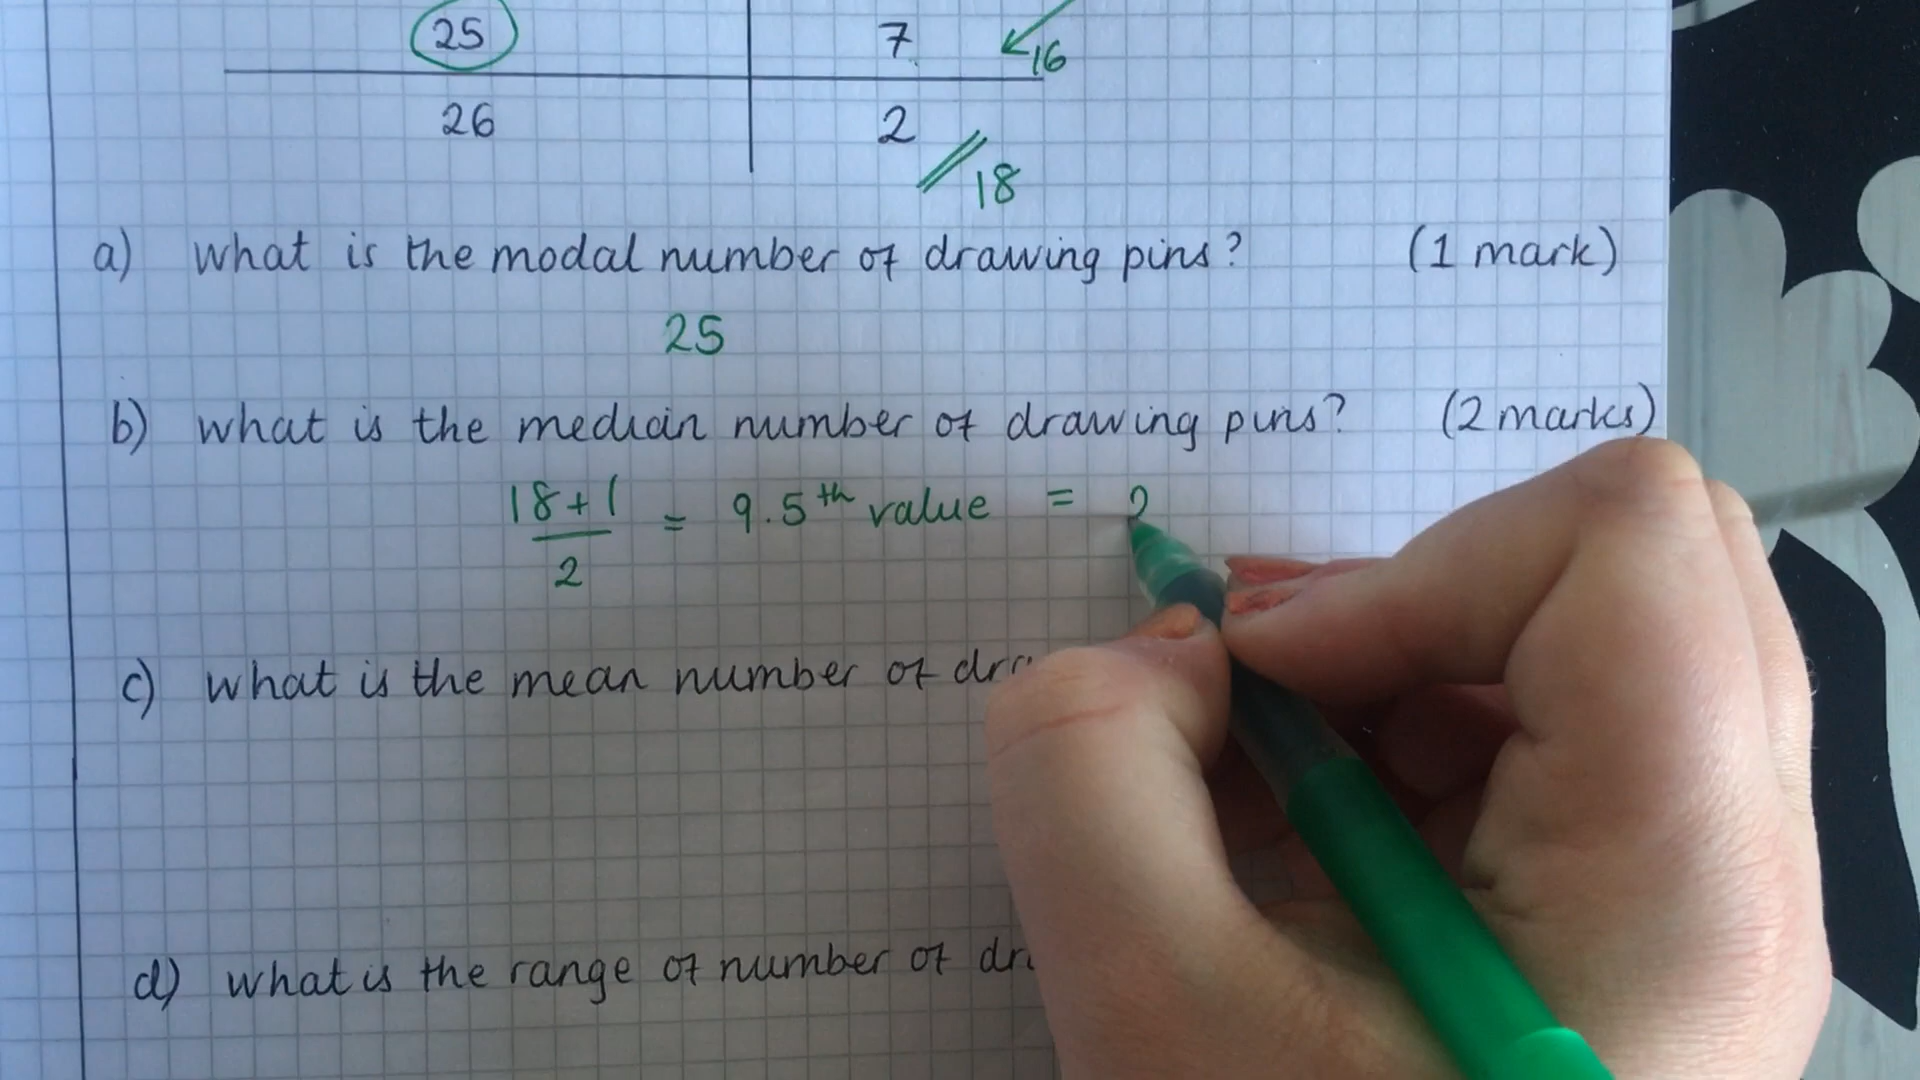 25 7 16
26 2
18
a) what is the modal number of drawing pins? (1 mark)
25
b) what is the median number of drawing pins? (2 marks)
18+1 = 9.5th value = 2
2
c) what is the mean number of
d) what is the range of number of